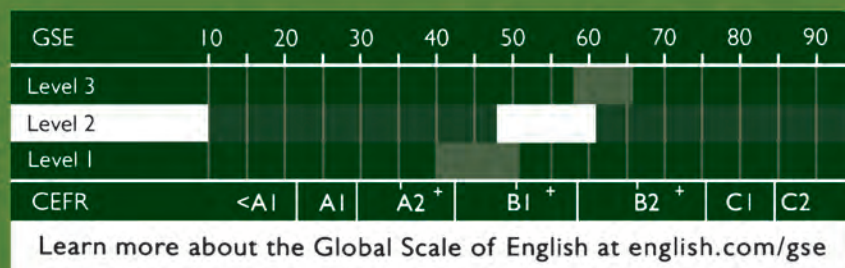 GSE 10 20 30 40 50 60 70 80 90
Level 3
Level 2
Level 1
CEFR <A1 A1 A2 + B1 + B2 + C1 C2
Learn more about the Global Scale of English at english.com/gse